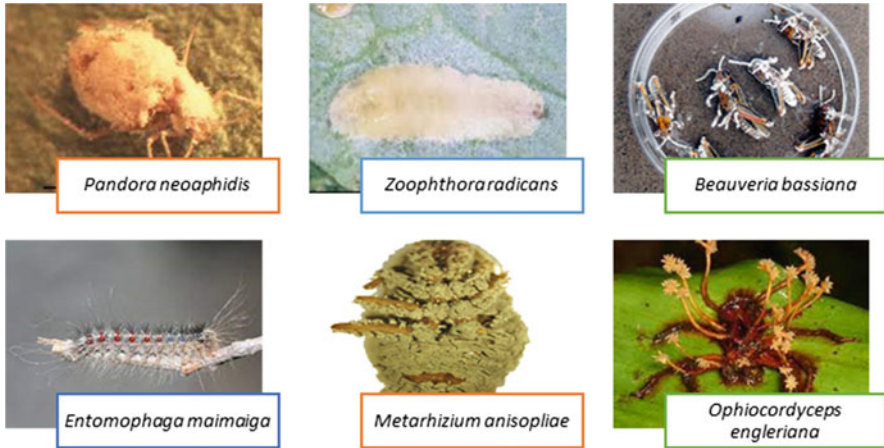 Pandora neoaphidis
Zoophthora radicans
Beauveria bassiana
Entomophaga maimaiga
Metarhizium anisopliae
Ophiocordyceps
engleriana